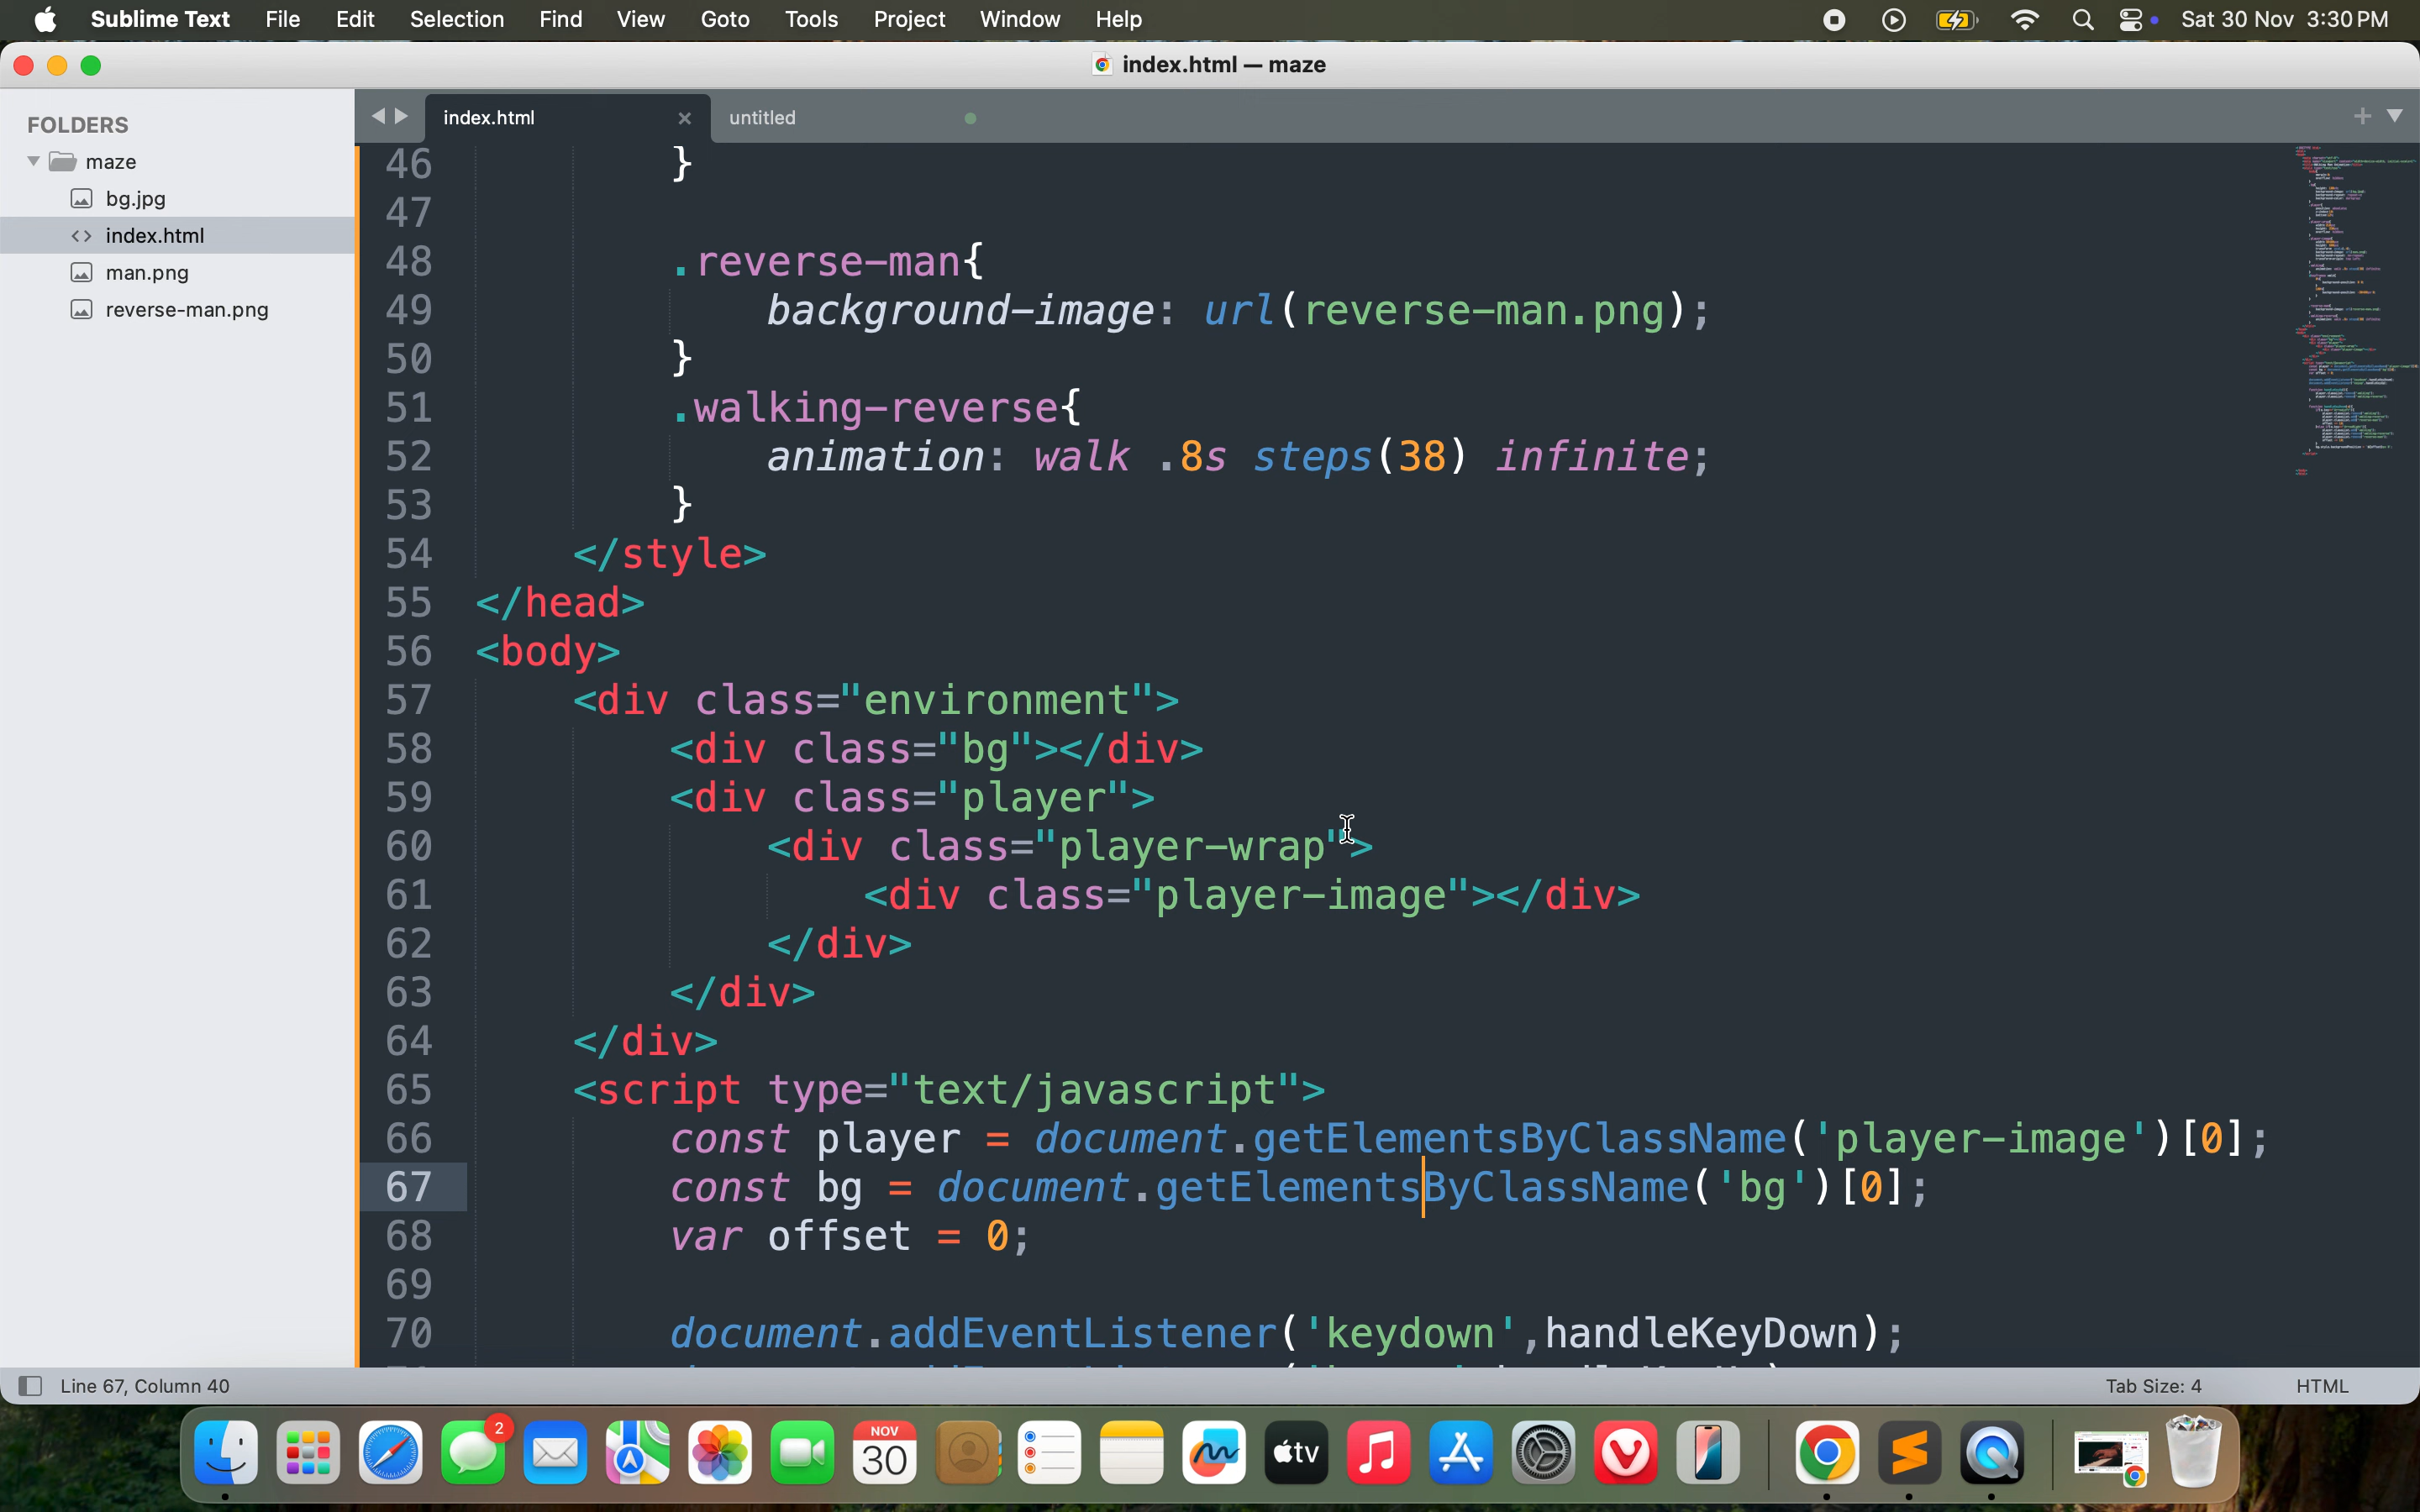 Sublime Text File Edit Selection Find View Goto Tools Project Window Help Sat 30 Nov 3:30 PM
index.html — maze
FOLDERS
maze
bg.jpg
index.html
man.png
reverse-man.png
index.html untitled
46 }
47
48 .reverse-man{
49 background-image: url(reverse-man.png);
50 }
51 .walking-reverse{
52 animation: walk .8s steps(38) infinite;
53 }
54 </style>
55 </head>
56 <body>
57 <div class="environment">
58 <div class="bg"></div>
59 <div class="player">
60 <div class="player-wrap">
61 <div class="player-image"></div>
62 </div>
63 </div>
64 </div>
65 <script type="text/javascript">
66 const player = document.getElementsByClassName('player-image')[0];
67 const bg = document.getElementsByClassName('bg')[0];
68 var offset = 0;
69
70 document.addEventListener('keydown',handleKeyDown);
Line 67, Column 40 Tab Size: 4 HTML
2
NOV
30
tv